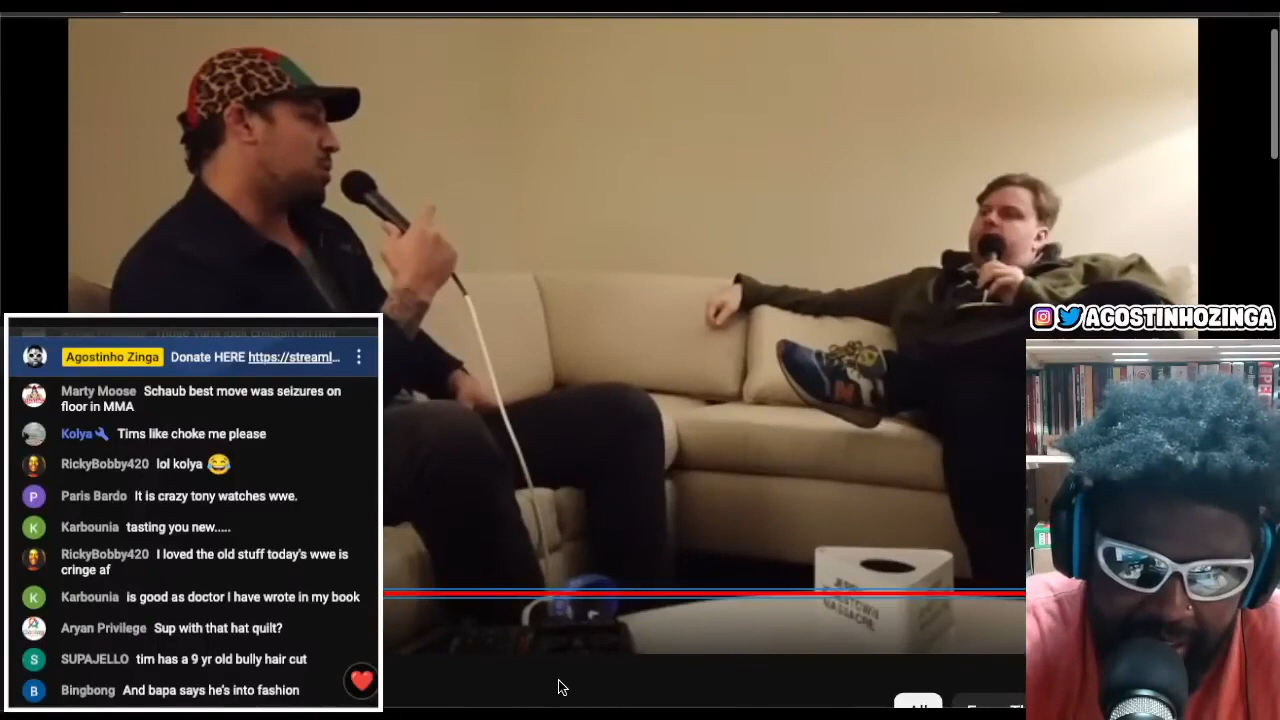 Agostinho Zinga Donate HERE https://streaml...
Marty Moose Schaub best move was seizures on
floor in MMA
Kolya Tims like choke me please
RickyBobby420 lol kolya 😂
P Paris Bardo It is crazy tony watches wwe.
K Karbounia tasting you new.....
RickyBobby420 I loved the old stuff today's wwe is
cringe af
K Karbounia is good as doctor I have wrote in my book
Aryan Privilege Sup with that hat quilt?
S SUPAJELLO tim has a 9 yr old bully hair cut
B Bingbong And bapa says he's into fashion
AGOSTINHOZINGA
MASSACRE
All